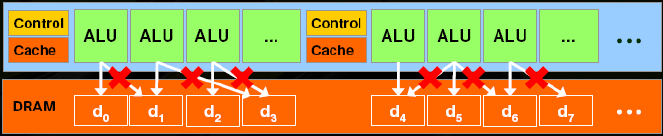 Control
Cache
ALU ALU ALU ...
Control
Cache
ALU ALU ALU ... ...
DRAM d0 d1 d2 d3 d4 d5 d6 d7 ...